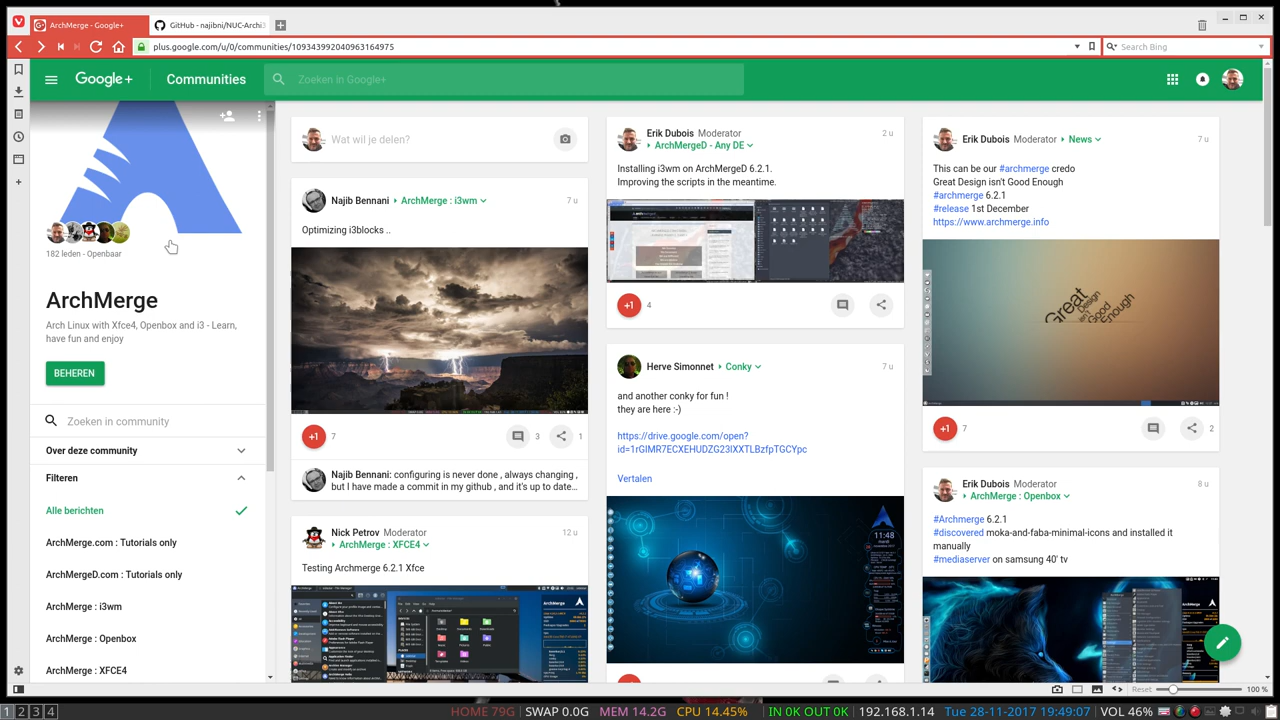 ArchMerge - Google+
GitHub - najibni/NUC-Archi3
plus.google.com/u/0/communities/109343992040963164975
Search Bing
Google+
Communities
Zoeken in Google+
182 leden - Openbaar
ArchMerge
Arch Linux with Xfce4, Openbox and i3 - Learn,
have fun and enjoy
BEHEREN
Zoeken in community
Over deze community
Filteren
Alle berichten
ArchMerge.com : Tutorials only
ArchMergeD.com : Tutorials only
ArchMerge : i3wm
ArchMerge : Openbox
ArchMerge : XFCE4
Wat wil je delen?
Najib Bennani ArchMerge : i3wm 7 u
Optimizing i3blocks ..
+1 7 3 1
Najib Bennani: configuring is never done , always changing ,
but I have made a commit in my github , and it's up to date...
Nick Petrov Moderator 12 u
ArchMerge : XFCE4
Testing Archmerge 6.2.1 Xfce
Erik Dubois Moderator 2 u
ArchMergeD - Any DE
Installing i3wm on ArchMergeD 6.2.1.
Improving the scripts in the meantime.
+1 4
Herve Simonnet Conky 7 u
and another conky for fun !
they are here :-)
https://drive.google.com/open?
id=1rGIMR7ECXEHUDZG23IXXTLBzfpTGCYpc
Vertalen
11:48
Erik Dubois Moderator News 7 u
This can be our #archmerge credo
Great Design isn't Good Enough
#archmerge 6.2.1
#release 1st December
https://www.archmerge.info
Great
Design
isn't
Good
Enough
+1 7 2
Erik Dubois Moderator 8 u
ArchMerge : Openbox
#Archmerge 6.2.1
#discovered moka-and-faba-minimal-icons and installed it
manually
#mediaserver on samsung 40' tv
Reset 100 %
1 2 3 4
HOME 79G SWAP 0.0G MEM 14.2G CPU 14.45% IN 0K OUT 0K 192.168.1.14 Tue 28-11-2017 19:49:07 VOL 46%